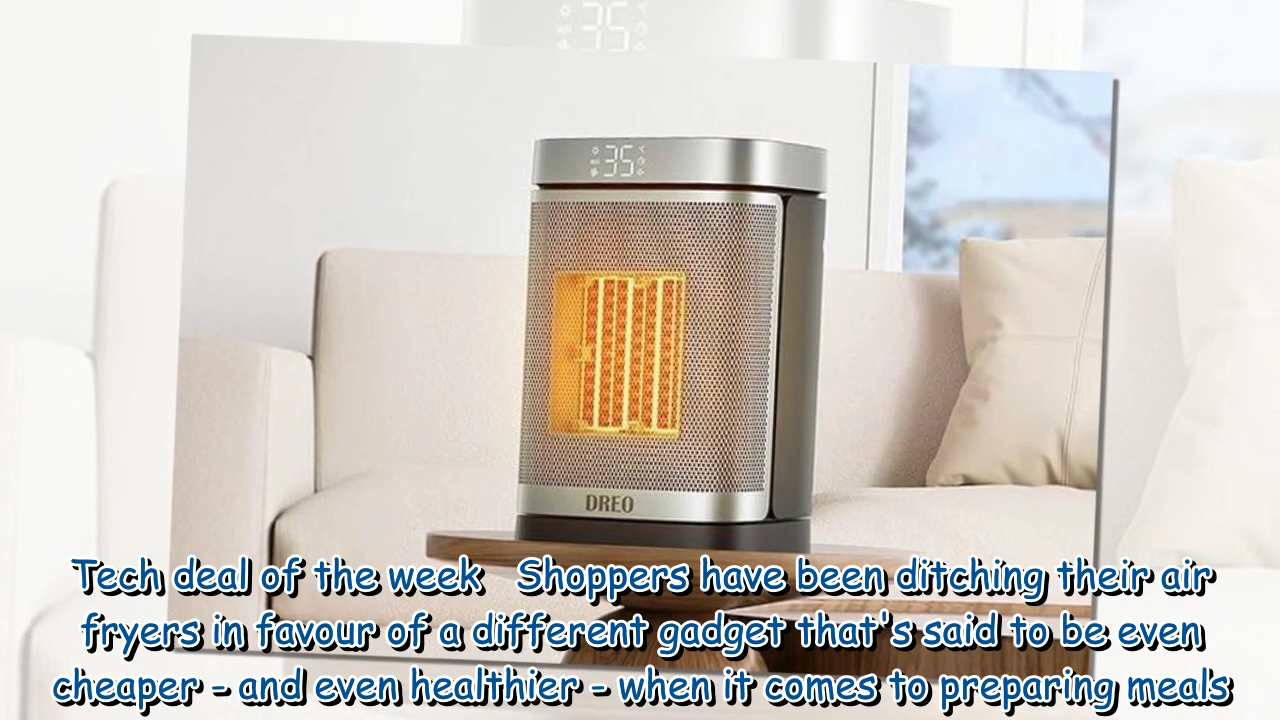 35
35
DREO
Tech deal of the week   Shoppers have been ditching their air
fryers in favour of a different gadget that's said to be even
cheaper - and even healthier - when it comes to preparing meals